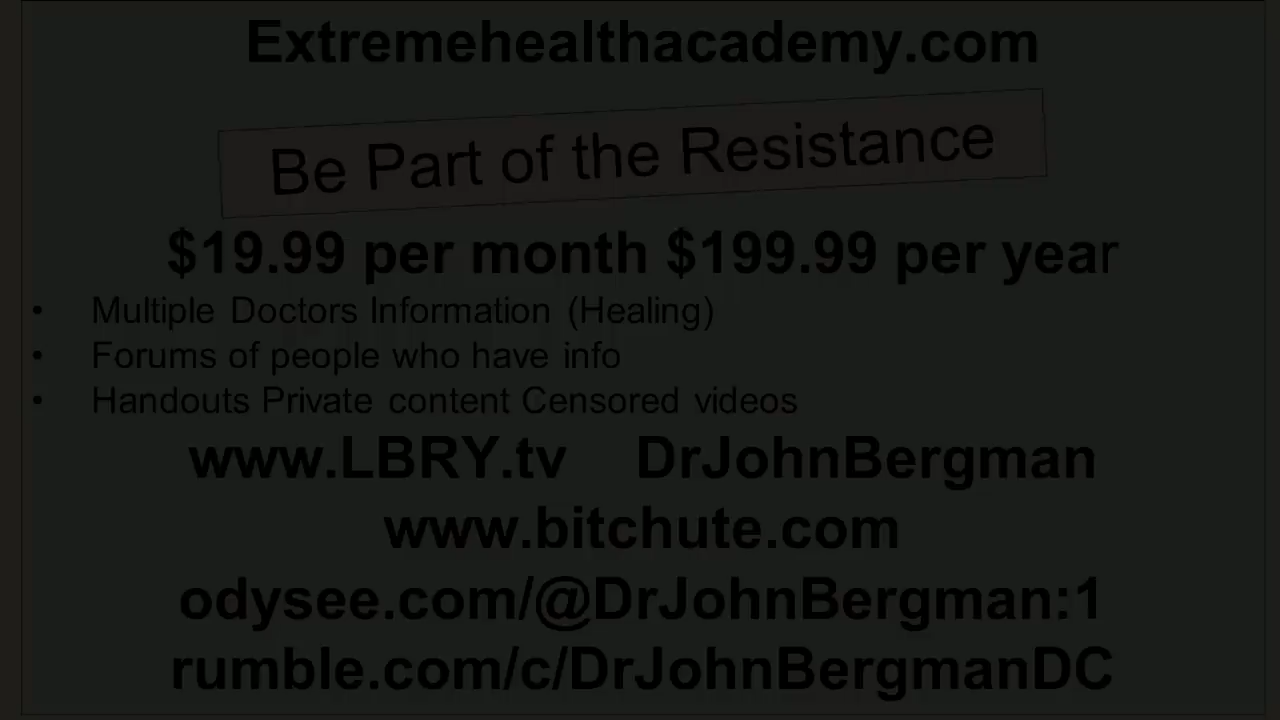 Extremehealthacademy.com
Be Part of the Resistance
$19.99 per month $199.99 per year
• Multiple Doctors Information (Healing)
• Forums of people who have info
• Handouts Private content Censored videos
www.LBRY.tv DrJohnBergman
www.bitchute.com
odysee.com/@DrJohnBergman:1
rumble.com/c/DrJohnBergmanDC